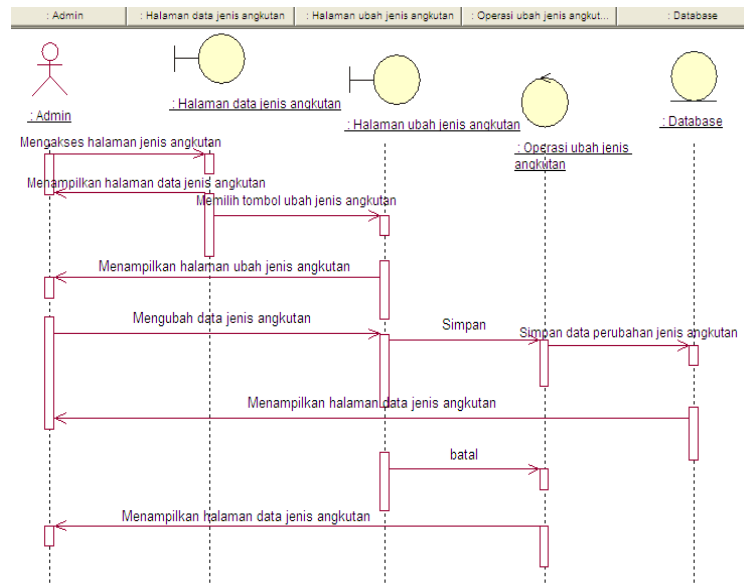 : Admin
: Halaman data jenis angkutan
: Halaman ubah jenis angkutan
: Operasi ubah jenis angkut...
: Database
: Admin
: Halaman data jenis angkutan
: Halaman ubah jenis angkutan
: Operasi ubah jenis
angkutan
: Database
Mengakses halaman jenis angkutan
Menampilkan halaman data jenis angkutan
Memilih tombol ubah jenis angkutan
Menampilkan halaman ubah jenis angkutan
Mengubah data jenis angkutan
Simpan
Simpan data perubahan jenis angkutan
Menampilkan halaman data jenis angkutan
batal
Menampilkan halaman data jenis angkutan